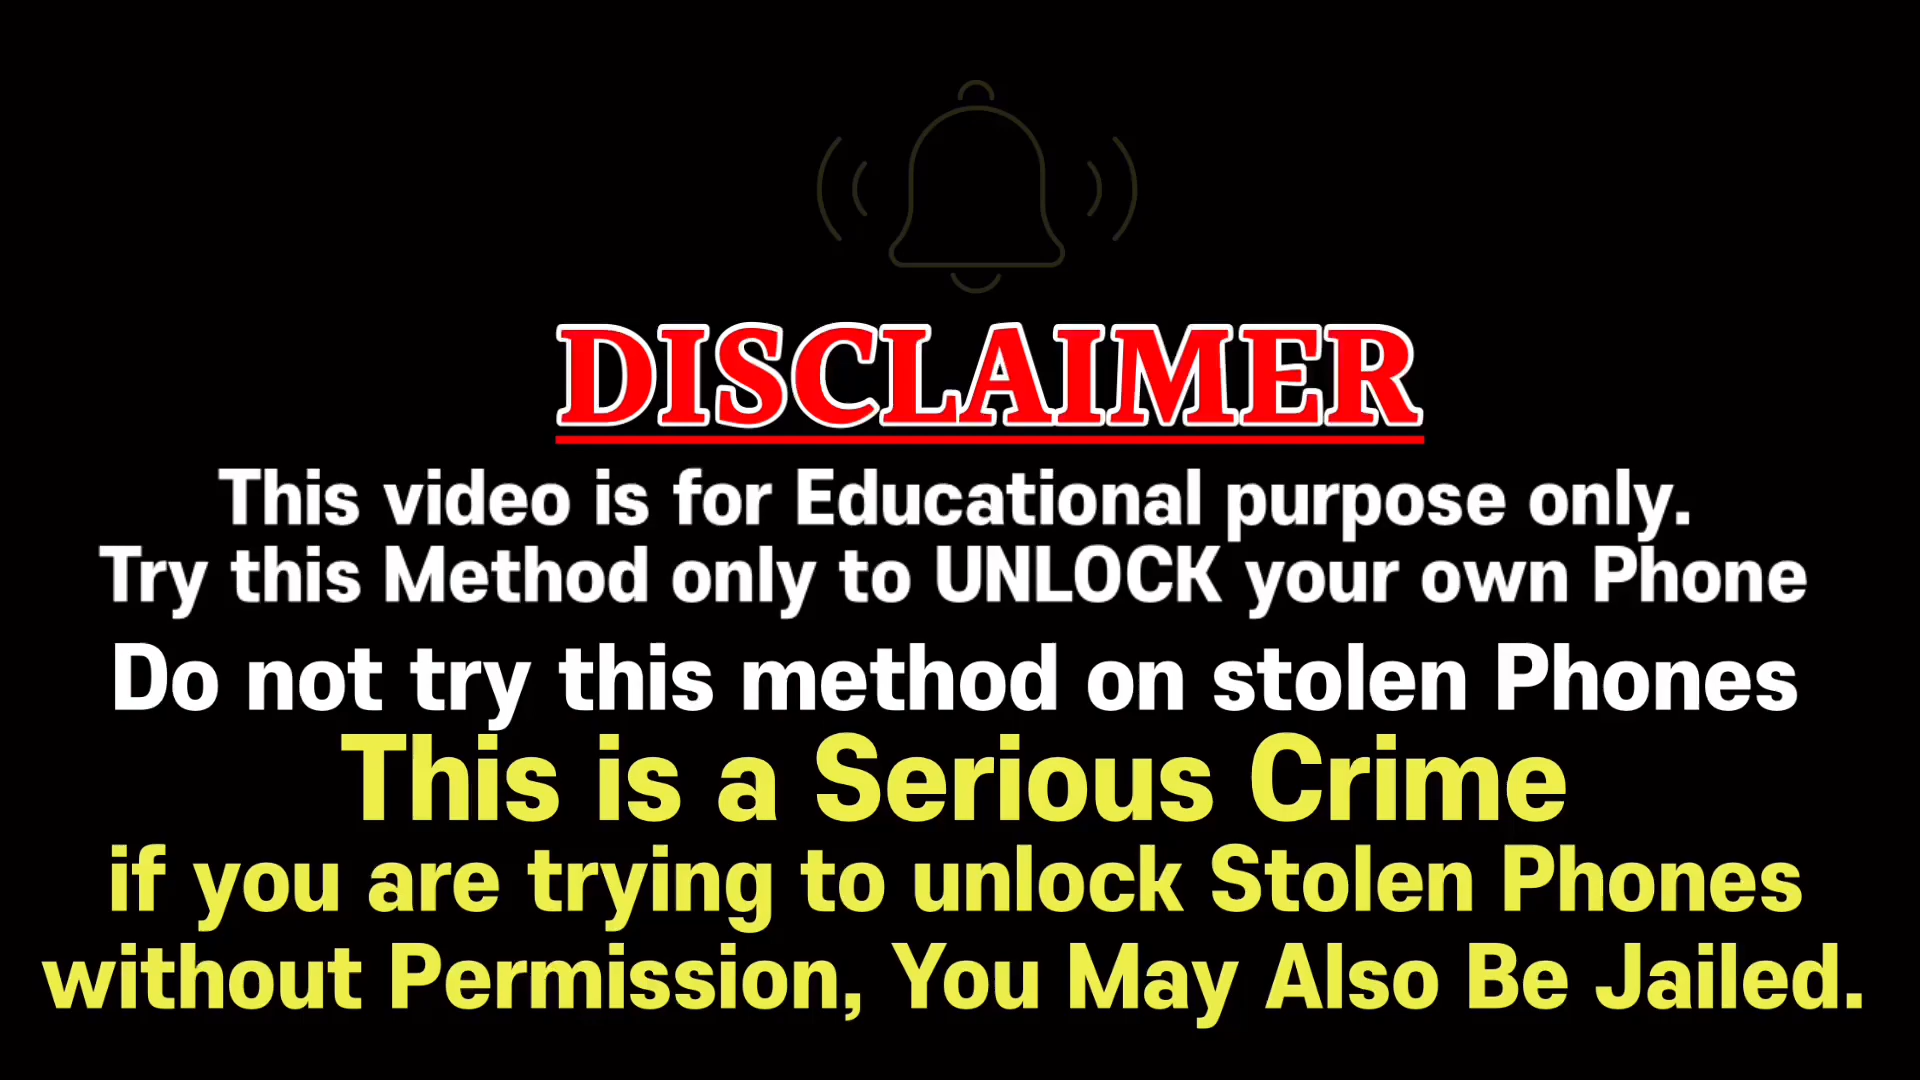 DISCLAIMER
This video is for Educational purpose only.
Try this Method only to UNLOCK your own Phone
Do not try this method on stolen Phones
This is a Serious Crime
if you are trying to unlock Stolen Phones
without Permission, You May Also Be Jailed.